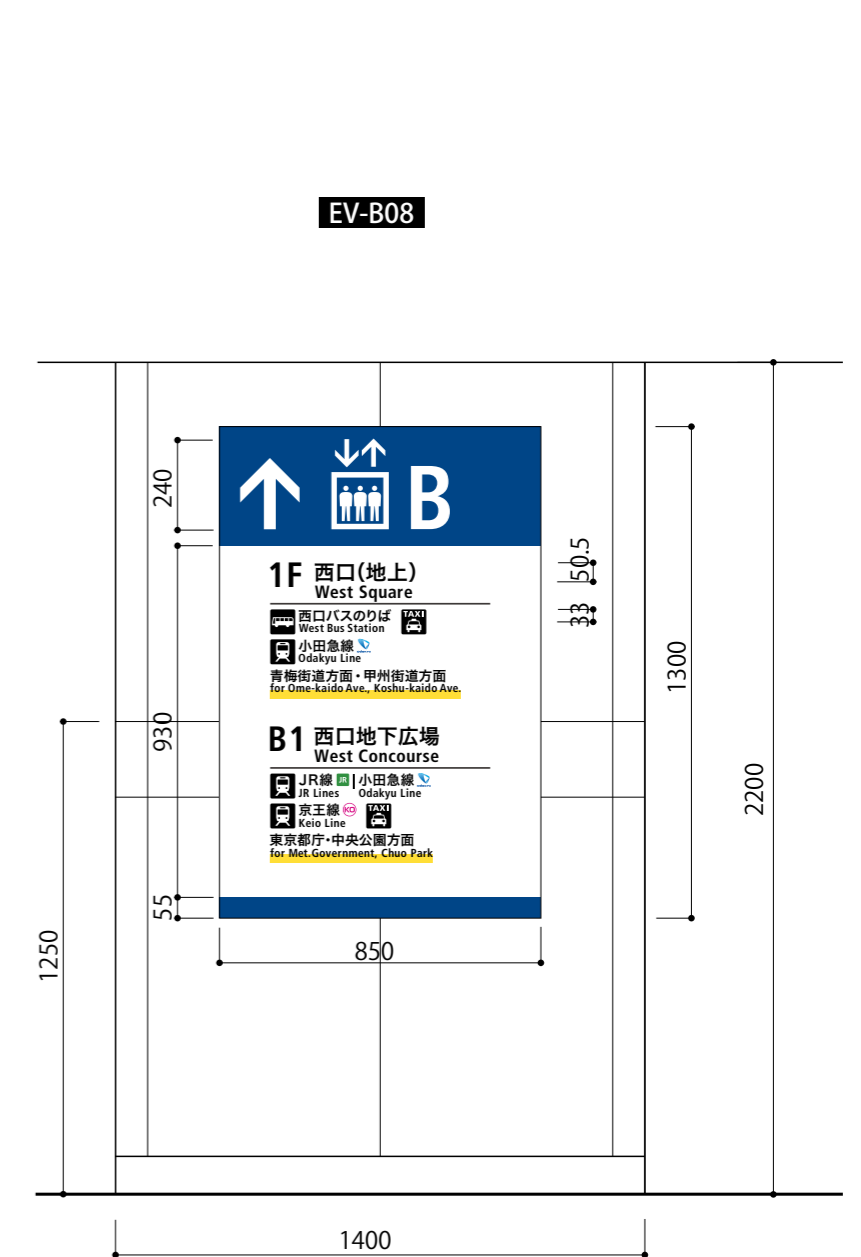 EV-B08
240
B
1F 西口(地上)
West Square
西口バスのりば TAXI
West Bus Station
小田急線
Odakyu Line
青梅街道方面・甲州街道方面
for Ome-kaido Ave., Koshu-kaido Ave.
50.5
33
1300
930
B1 西口地下広場
West Concourse
JR線 JR | 小田急線
JR Lines Odakyu Line
京王線 KO TAXI
Keio Line
東京都庁・中央公園方面
for Met.Government, Chuo Park
2200
55
850
1250
1400